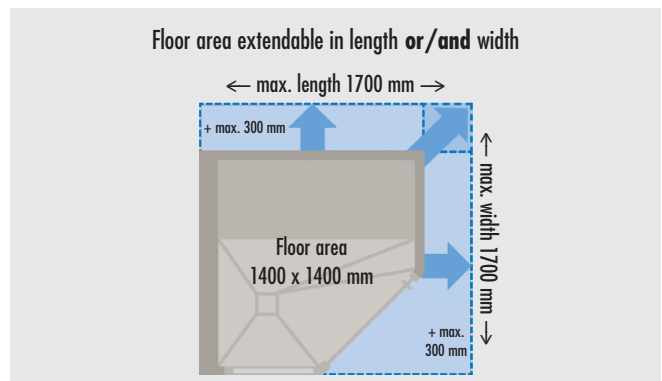 Floor area extendable in length or/and width
← max. length 1700 mm →
+ max. 300 mm
← max. width 1700 mm →
Floor area
1400 x 1400 mm
+ max.
300 mm